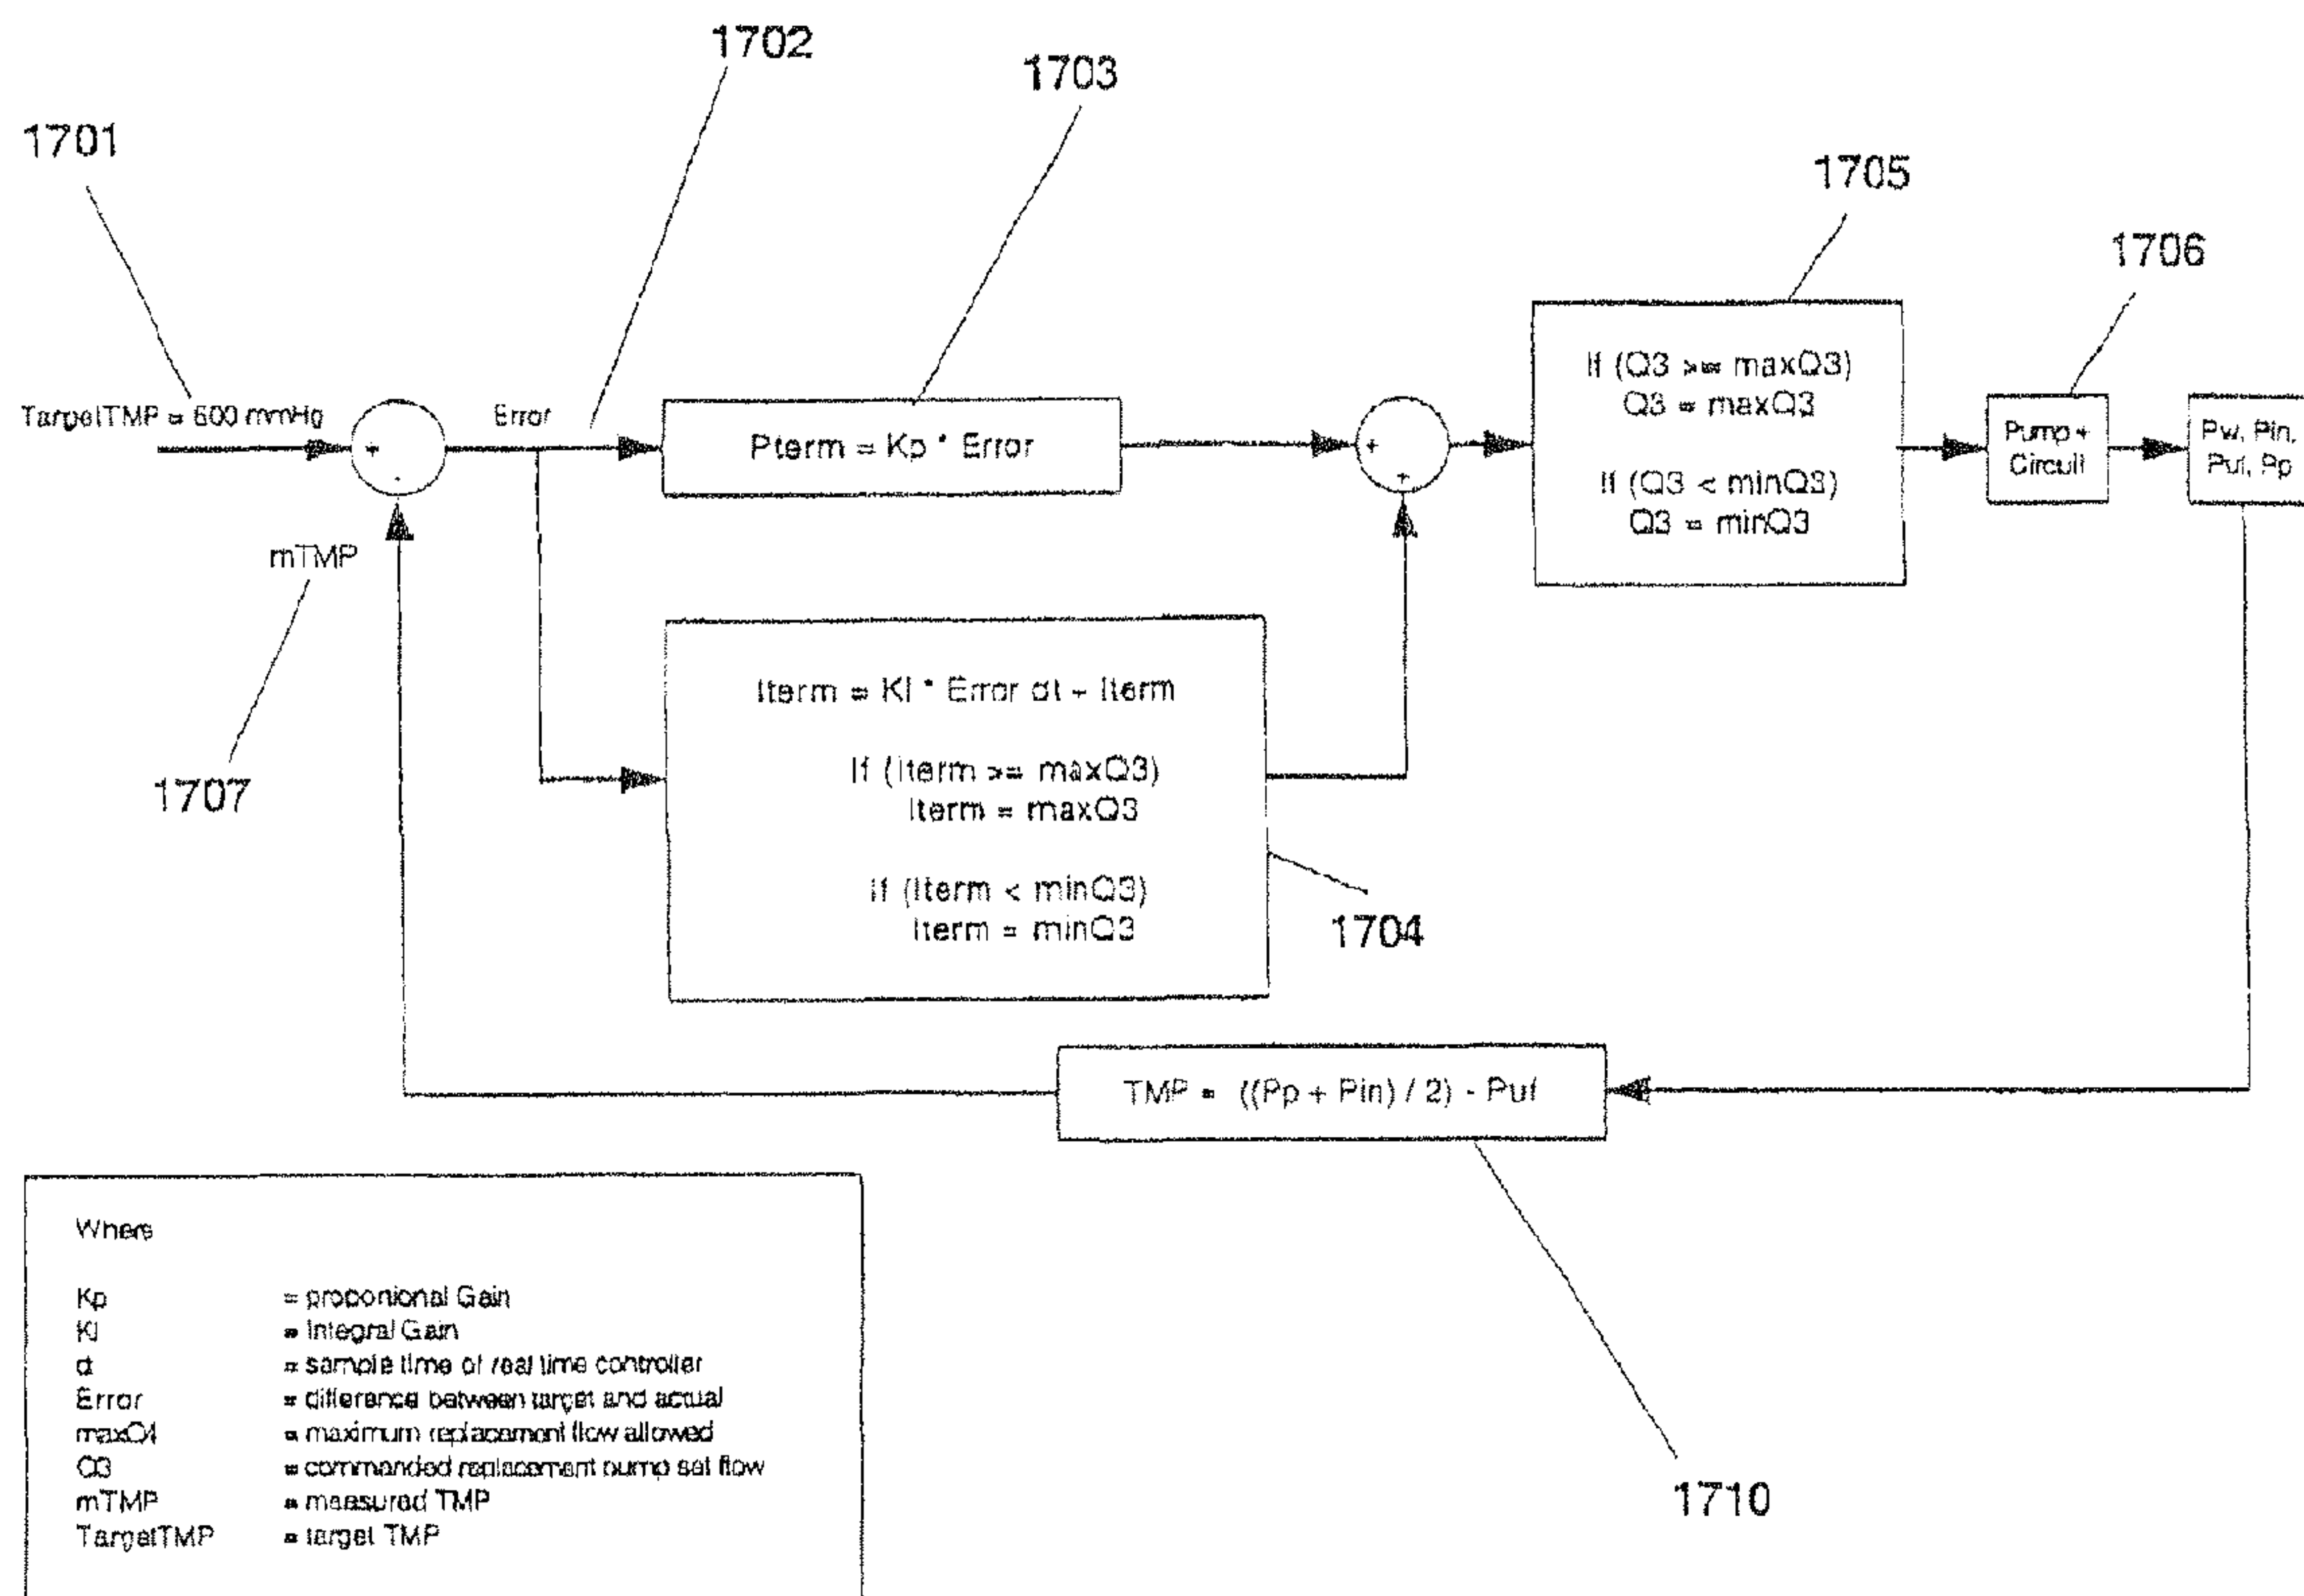 1702
1703
1701
1705
1706
TargetTMP = 600 mmHg
+
-
Error
Pterm = Kp * Error
+
+
If (Q3 >= maxQ3)
Q3 = maxQ3
If (Q3 < minQ3)
Q3 = minQ3
Pump +
Circuit
Pw, Pin,
Puf, Pp
mTMP
1707
Iterm = KI * Error dt + Iterm
If (Iterm >= maxQ3)
Iterm = maxQ3
If (Iterm < minQ3)
Iterm = minQ3
1704
TMP = ((Pp + Pin) / 2) - Puf
1710
Where
Kp = proportional Gain
KI = Integral Gain
dt = sample time of real time controller
Error = difference between target and actual
= maximum replacement flow allowed
Q3 = commanded replacement pump set flow
mTMP = measured TMP
TargetTMP = target TMP